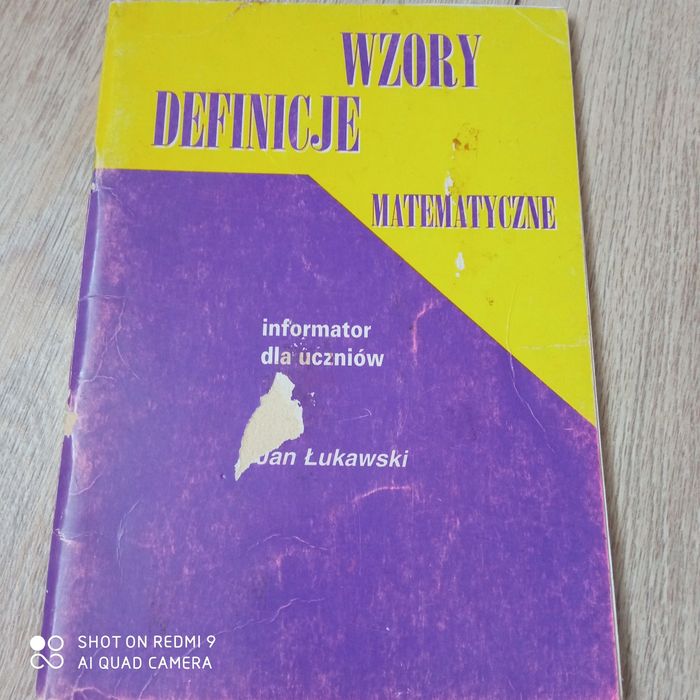 WZORY
DEFINICJE
MATEMATYCZNE
informator
dla uczniów
Jan Łukawski
SHOT ON REDMI 9
AI QUAD CAMERA